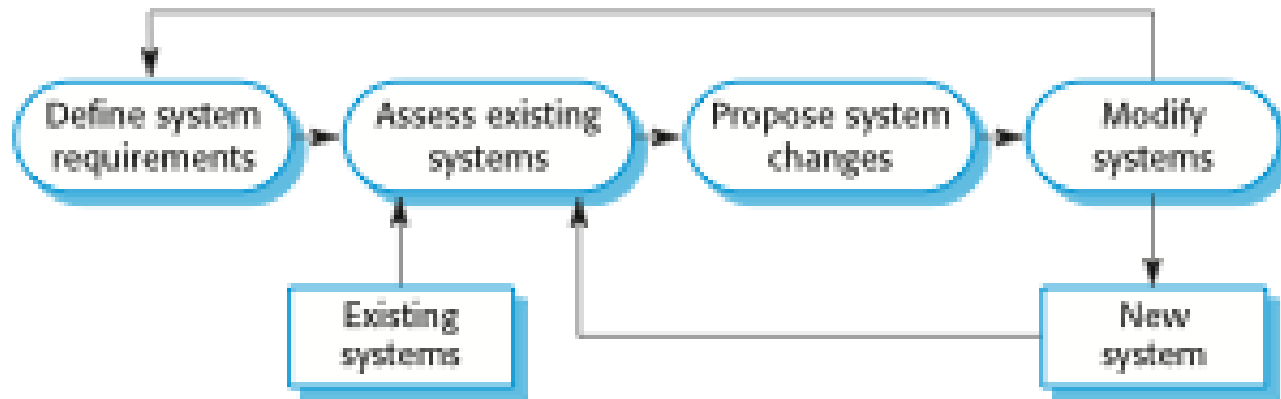 Define system
requirements
Assess existing
systems
Propose system
changes
Modify
systems
Existing
systems
New
system